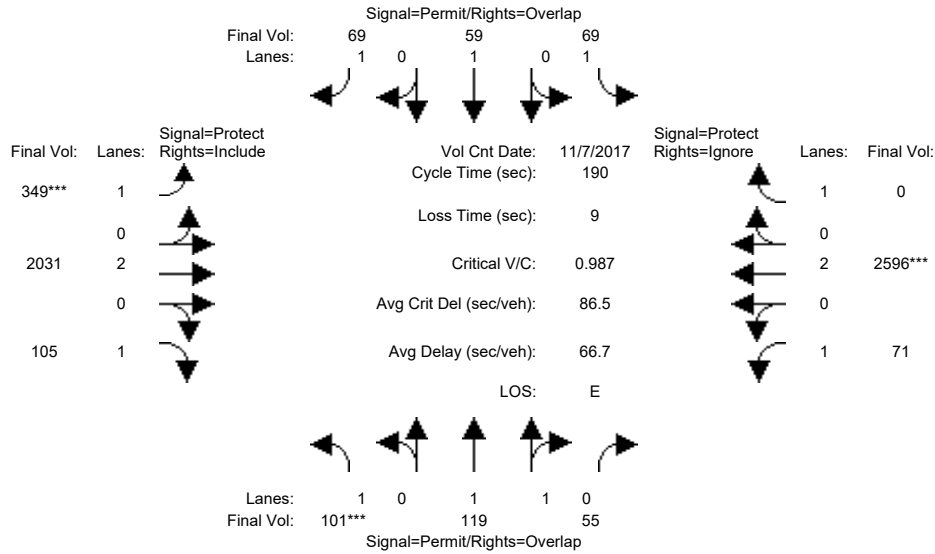 Signal=Permit/Rights=Overlap
Final Vol: 69 59 69
Lanes: 1 0 1 0 1
Signal=Protect
Final Vol: Lanes: Rights=Include
Vol Cnt Date: 11/7/2017
Signal=Protect
Rights=Ignore Lanes: Final Vol:
Cycle Time (sec): 190
349*** 1
1 0
Loss Time (sec): 9
0
0
2031 2
Critical V/C: 0.987
2 2596***
0
Avg Crit Del (sec/veh): 86.5
0
105 1
Avg Delay (sec/veh): 66.7
1 71
LOS: E
Lanes: 1 0 1 1 0
Final Vol: 101*** 119 55
Signal=Permit/Rights=Overlap